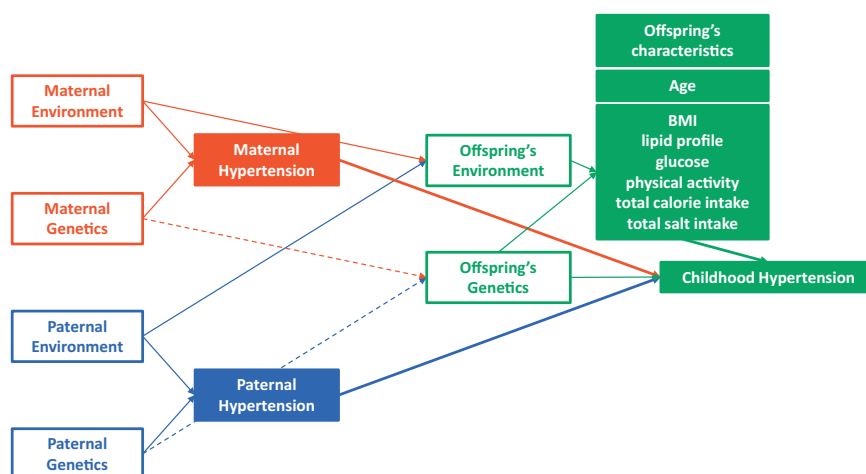 Offspring's
characteristics
Age
BMI
lipid profile
glucose
physical activity
total calorie intake
total salt intake
Maternal
Environment
Maternal
Hypertension
Offspring's
Environment
Maternal
Genetics
Offspring's
Genetics
Childhood Hypertension
Paternal
Environment
Paternal
Hypertension
Paternal
Genetics